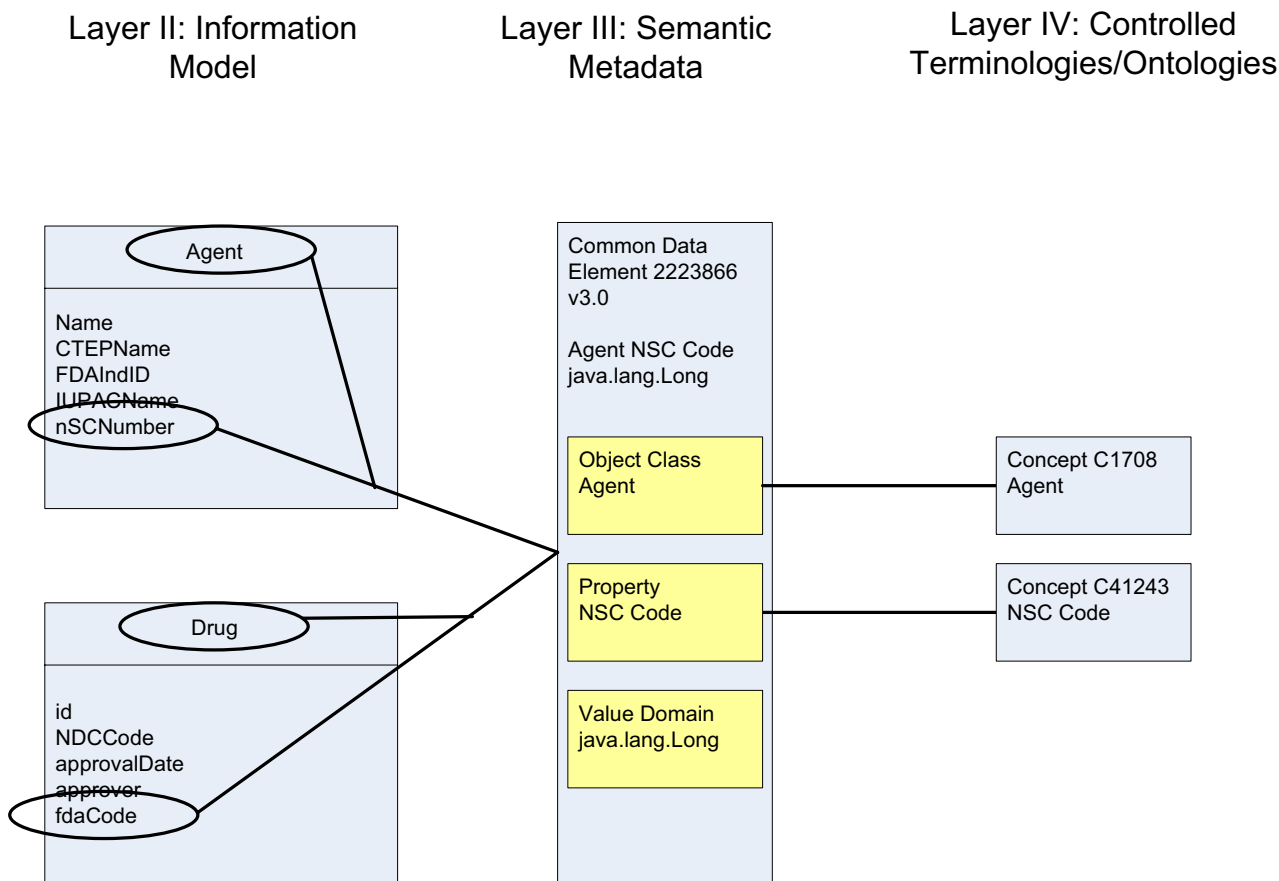 Layer II: Information
Model
Layer III: Semantic
Metadata
Layer IV: Controlled
Terminologies/Ontologies
Agent
Name
CTEPName
FDAIndID
IUPACName
nSCNumber
Drug
id
NDCCode
approvalDate
approver
fdaCode
Common Data
Element 2223866
v3.0
Agent NSC Code
java.lang.Long
Object Class
Agent
Property
NSC Code
Value Domain
java.lang.Long
Concept C1708
Agent
Concept C41243
NSC Code